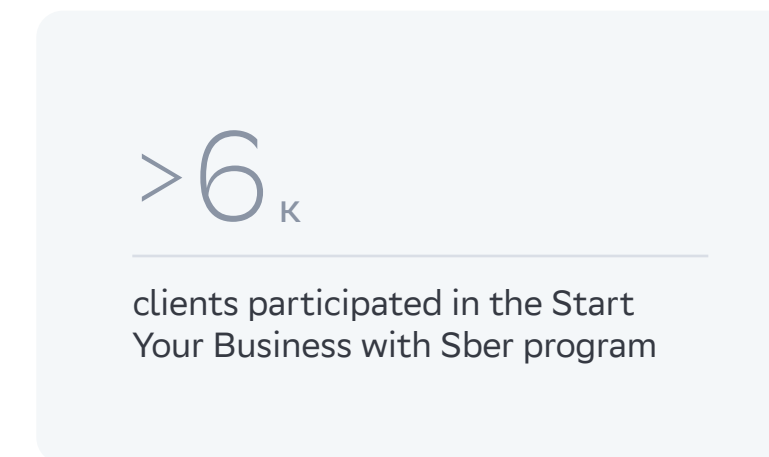 >6 K
clients participated in the Start
Your Business with Sber program